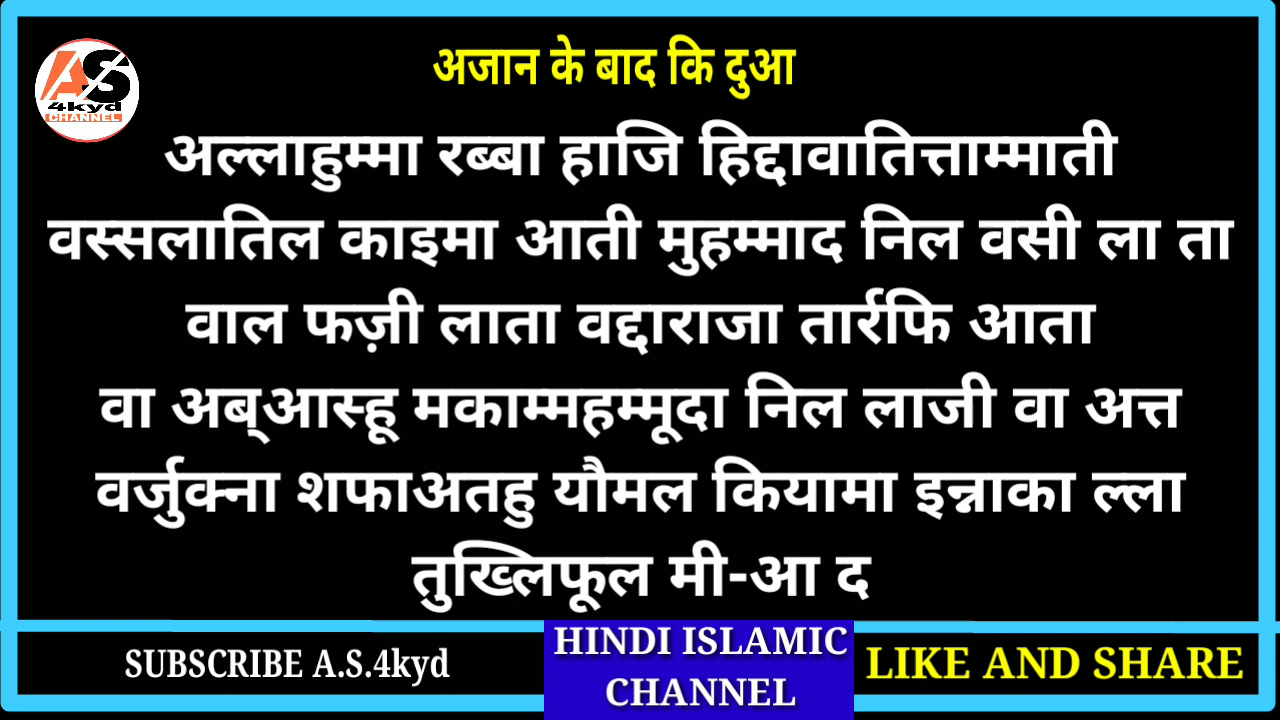 अजान के बाद कि दुआ
AS
4kyd
CHANNEL
अल्लाहुम्मा रब्बा हाजि हिद्दावातित्ताम्माती
वस्सलातिल काइमा आती मुहम्माद निल वसी ला ता
वाल फज़ी लाता वद्दाराजा तार्रफि आता
वा अब्आस्हू मकाम्महम्मूदा निल लाजी वा अत्त
वर्जुक्ना शफाअतहु यौमल कियामा इन्नाका ल्ला
तुख्लिफूल मी-आ द
SUBSCRIBE A.S.4kyd
HINDI ISLAMIC
CHANNEL
LIKE AND SHARE